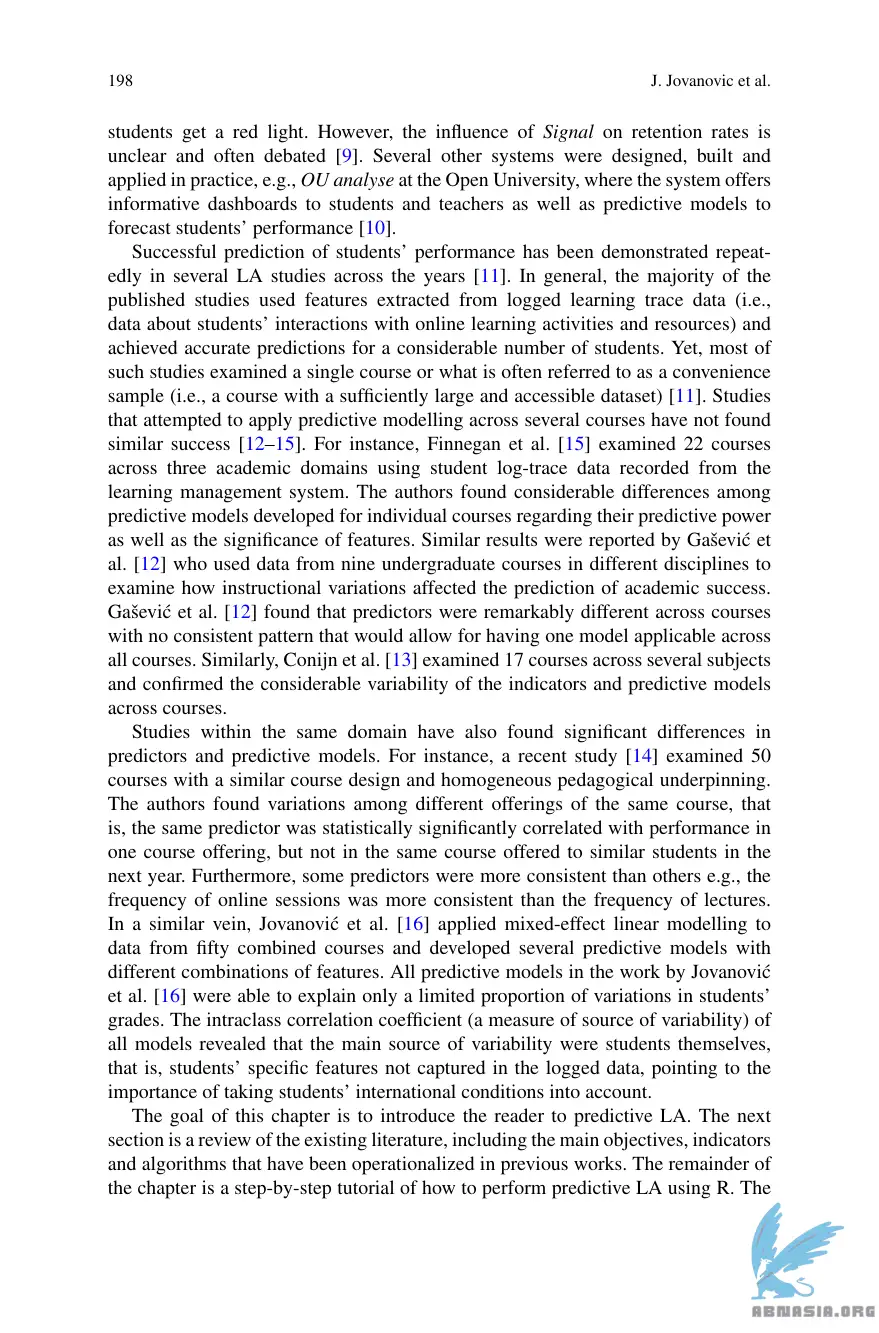 198
J. Jovanovic et al.
students get a red light. However, the influence of Signal on retention rates is
unclear and often debated [9]. Several other systems were designed, built and
applied in practice, e.g., OU analyse at the Open University, where the system offers
informative dashboards to students and teachers as well as predictive models to
forecast students’ performance [10].
Successful prediction of students’ performance has been demonstrated repeat-
edly in several LA studies across the years [11]. In general, the majority of the
published studies used features extracted from logged learning trace data (i.e.,
data about students’ interactions with online learning activities and resources) and
achieved accurate predictions for a considerable number of students. Yet, most of
such studies examined a single course or what is often referred to as a convenience
sample (i.e., a course with a sufficiently large and accessible dataset) [11]. Studies
that attempted to apply predictive modelling across several courses have not found
similar success [12–15]. For instance, Finnegan et al. [15] examined 22 courses
across three academic domains using student log-trace data recorded from the
learning management system. The authors found considerable differences among
predictive models developed for individual courses regarding their predictive power
as well as the significance of features. Similar results were reported by Gašević et
al. [12] who used data from nine undergraduate courses in different disciplines to
examine how instructional variations affected the prediction of academic success.
Gašević et al. [12] found that predictors were remarkably different across courses
with no consistent pattern that would allow for having one model applicable across
all courses. Similarly, Conijn et al. [13] examined 17 courses across several subjects
and confirmed the considerable variability of the indicators and predictive models
across courses.
Studies within the same domain have also found significant differences in
predictors and predictive models. For instance, a recent study [14] examined 50
courses with a similar course design and homogeneous pedagogical underpinning.
The authors found variations among different offerings of the same course, that
is, the same predictor was statistically significantly correlated with performance in
one course offering, but not in the same course offered to similar students in the
next year. Furthermore, some predictors were more consistent than others e.g., the
frequency of online sessions was more consistent than the frequency of lectures.
In a similar vein, Jovanović et al. [16] applied mixed-effect linear modelling to
data from fifty combined courses and developed several predictive models with
different combinations of features. All predictive models in the work by Jovanović
et al. [16] were able to explain only a limited proportion of variations in students’
grades. The intraclass correlation coefficient (a measure of source of variability) of
all models revealed that the main source of variability were students themselves,
that is, students’ specific features not captured in the logged data, pointing to the
importance of taking students’ international conditions into account.
The goal of this chapter is to introduce the reader to predictive LA. The next
section is a review of the existing literature, including the main objectives, indicators
and algorithms that have been operationalized in previous works. The remainder of
the chapter is a step-by-step tutorial of how to perform predictive LA using R. The
ABNASIA.ORG